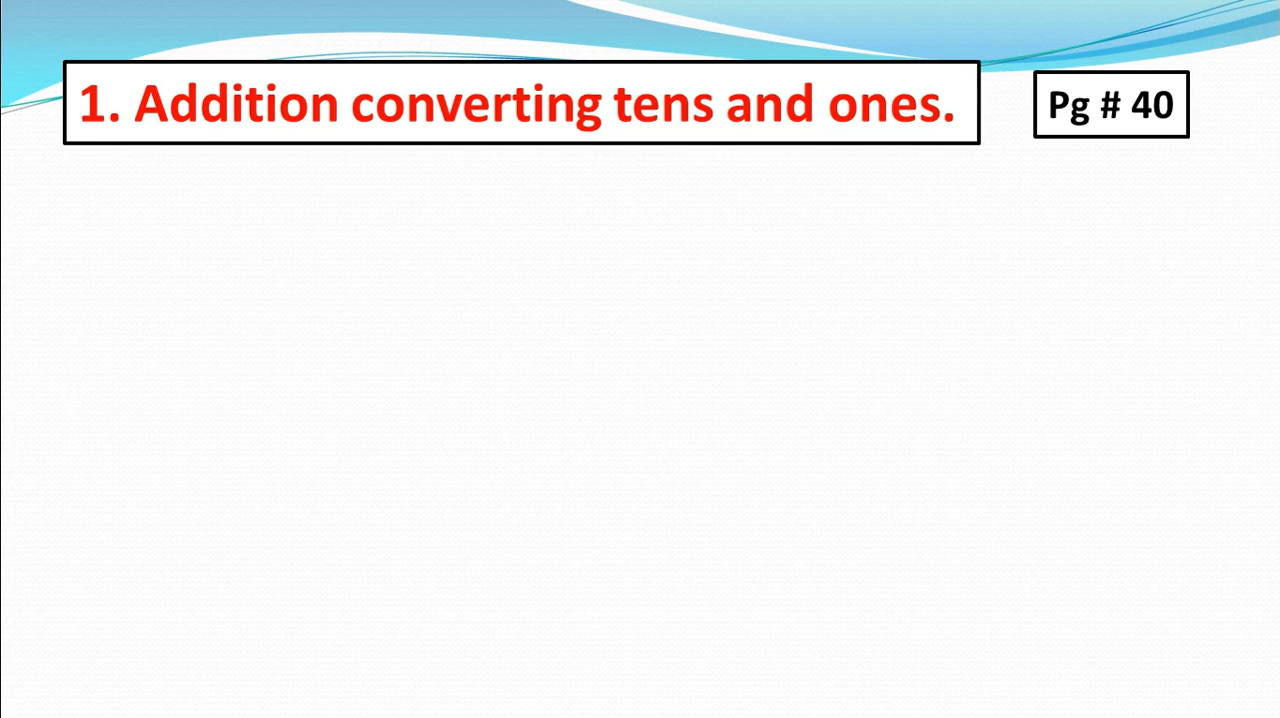 1. Addition converting tens and ones.
Pg # 40